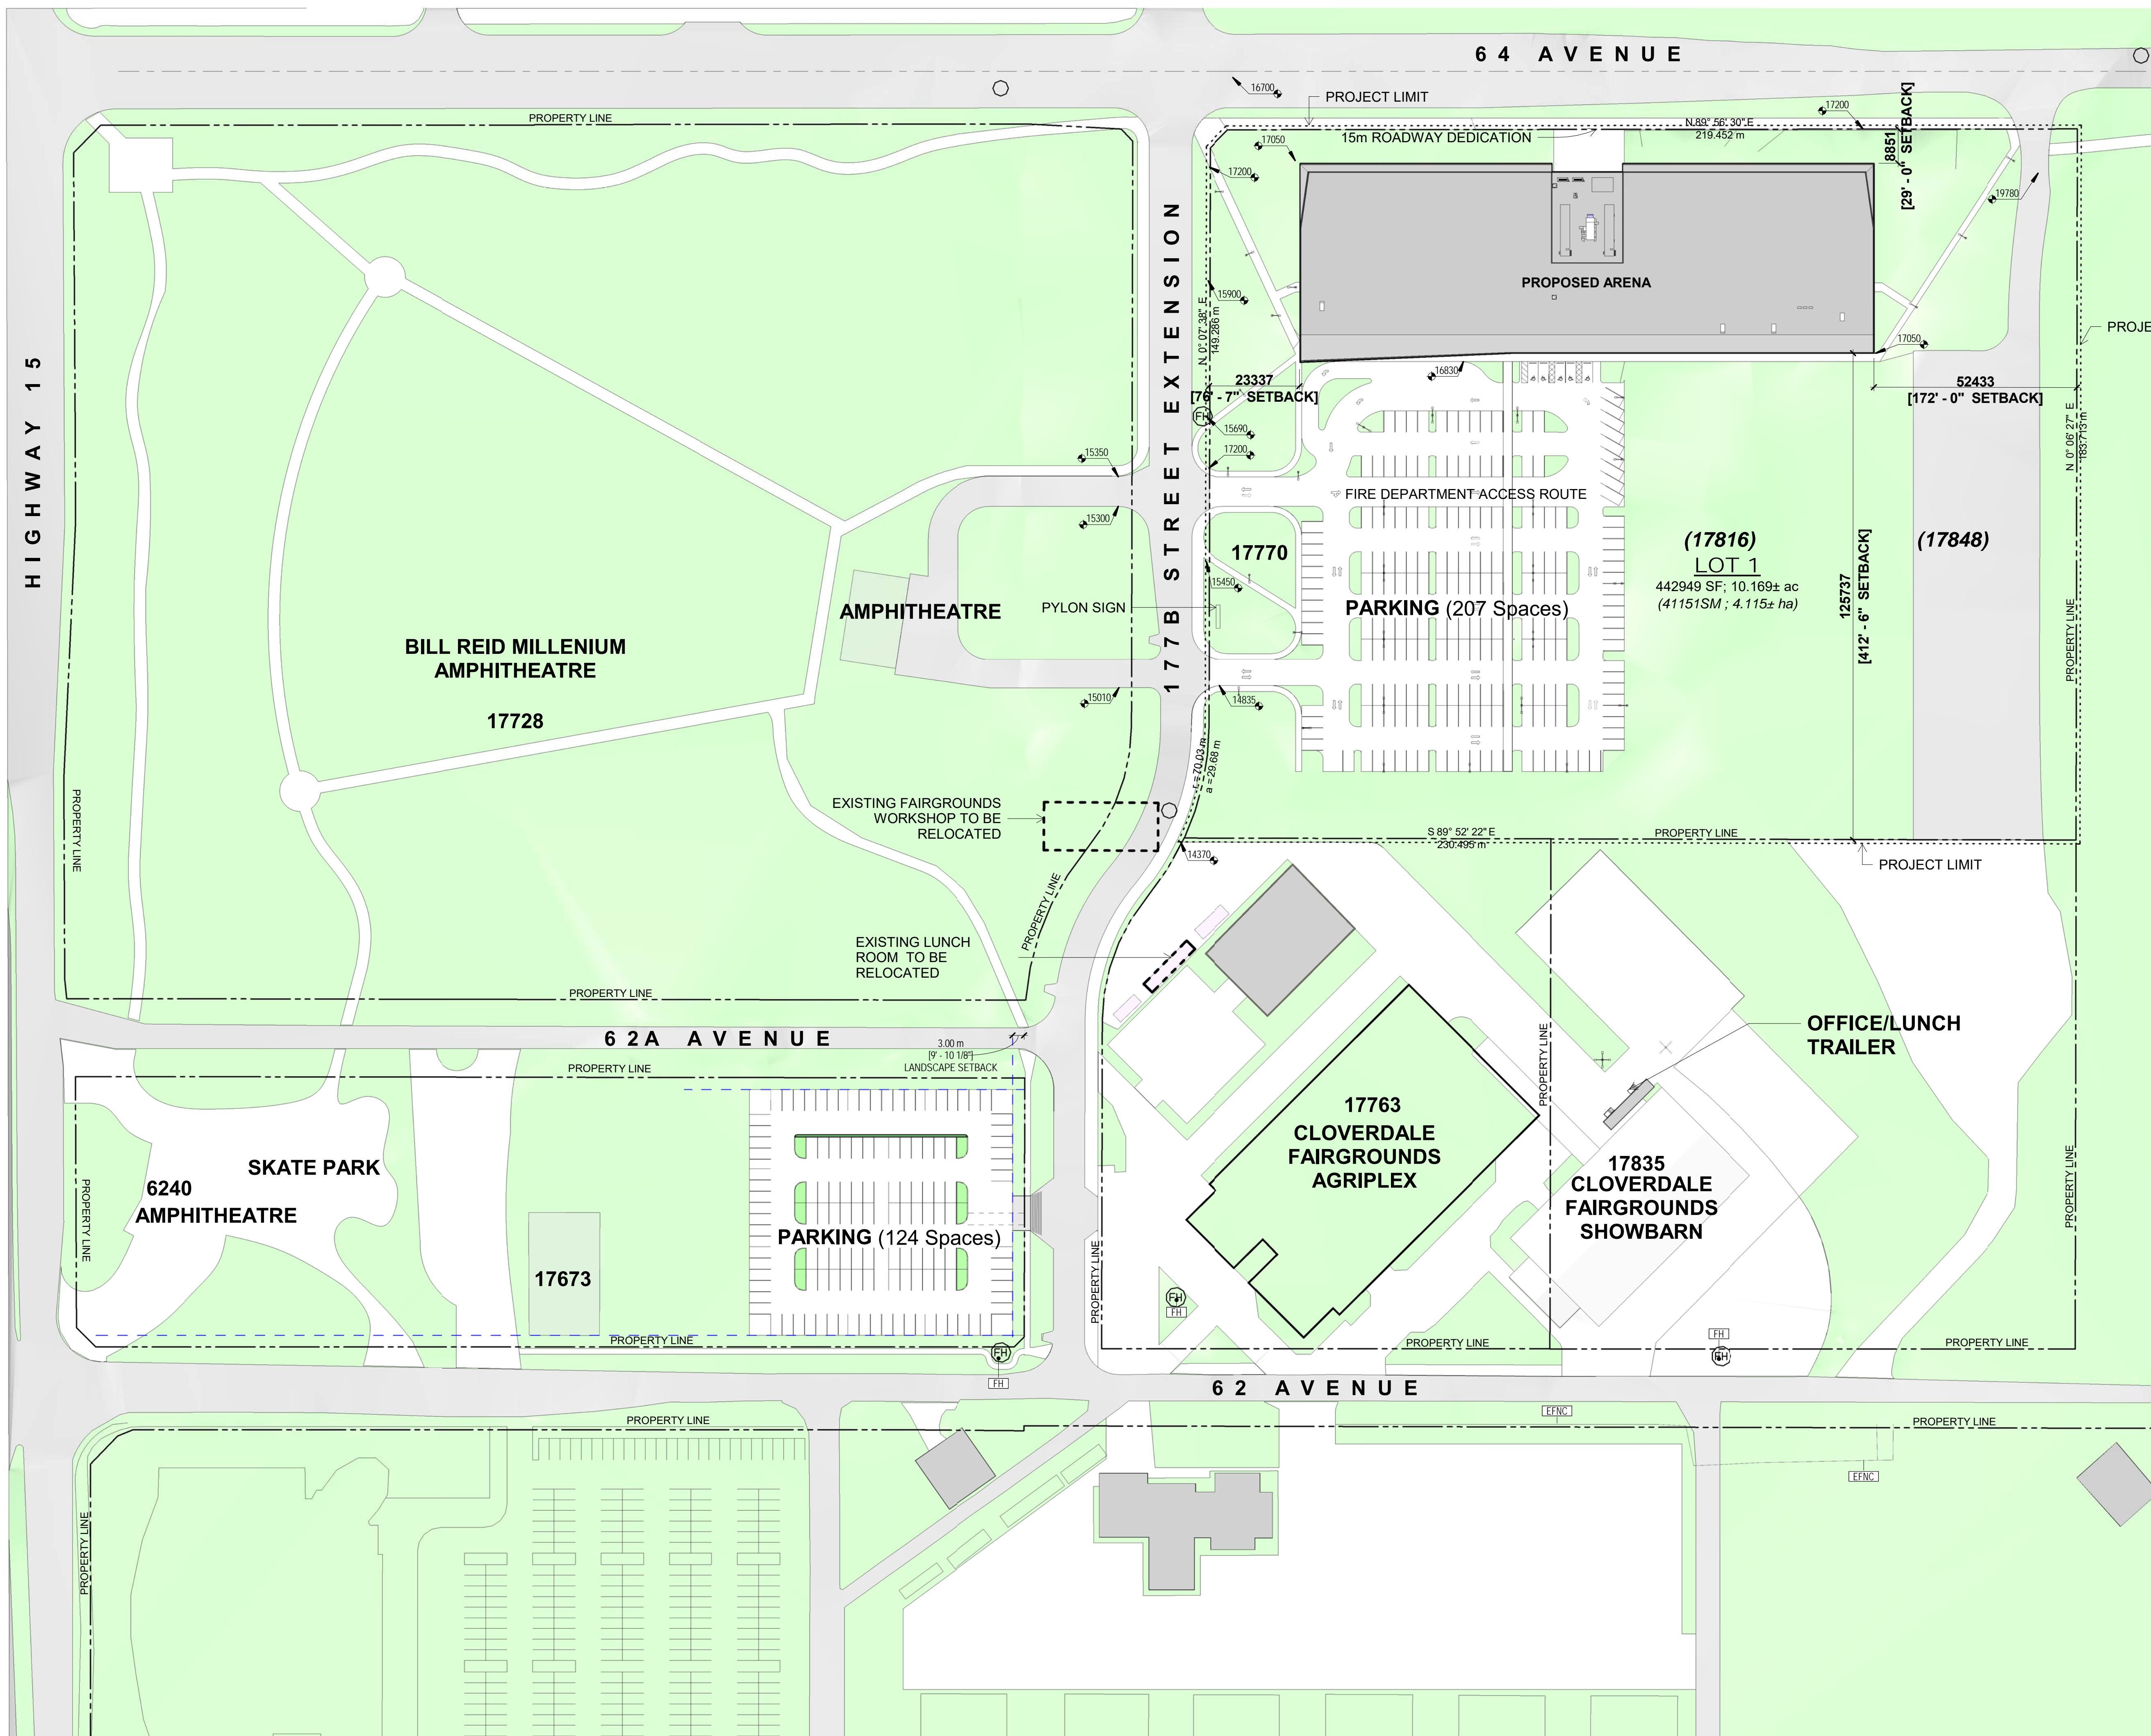 64 AVENUE
16700
PROJECT LIMIT
17200
PROPERTY LINE
N 89° 56' 30" E
219.452 m
15m ROADWAY DEDICATION
8851
[29' - 0" SETBACK]
17050
17200
19780
PROPOSED ARENA
15900
N 0° 07' 38" E
149.286 m
177B STREET EXTENSION
HIGHWAY 15
PROJE
17050
16830
23337
[76' - 7" SETBACK]
52433
[172' - 0" SETBACK]
FH
15690
17200
N 0° 06' 27" E
183.713 m
15350
15300
FIRE DEPARTMENT ACCESS ROUTE
17770
(17816)
LOT 1
442949 SF; 10.169± ac
(41151SM ; 4.115± ha)
(17848)
125737
[412' - 6" SETBACK]
15450
PYLON SIGN
AMPHITHEATRE
PARKING (207 Spaces)
PROPERTY LINE
BILL REID MILLENIUM
AMPHITHEATRE
17728
15010
14835
r = 70.03 m
a = 29.68 m
PROPERTY LINE
EXISTING FAIRGROUNDS
WORKSHOP TO BE
RELOCATED
S 89° 52' 22" E
230.495 m
PROPERTY LINE
14370
PROJECT LIMIT
PROPERTY LINE
EXISTING LUNCH
ROOM TO BE
RELOCATED
PROPERTY LINE
62A AVENUE
3.00 m
[9' - 10 1/8"]
LANDSCAPE SETBACK
OFFICE/LUNCH
TRAILER
PROPERTY LINE
PROPERTY LINE
17763
CLOVERDALE
FAIRGROUNDS
AGRIPLEX
17835
CLOVERDALE
FAIRGROUNDS
SHOWBARN
PROPERTY LINE
SKATE PARK
6240
AMPHITHEATRE
PROPERTY LINE
PARKING (124 Spaces)
17673
PROPERTY LINE
FH
FH
FH
FH
PROPERTY LINE
PROPERTY LINE
PROPERTY LINE
FH
FH
62 AVENUE
EFNC
PROPERTY LINE
PROPERTY LINE
EFNC
PROPERTY LINE